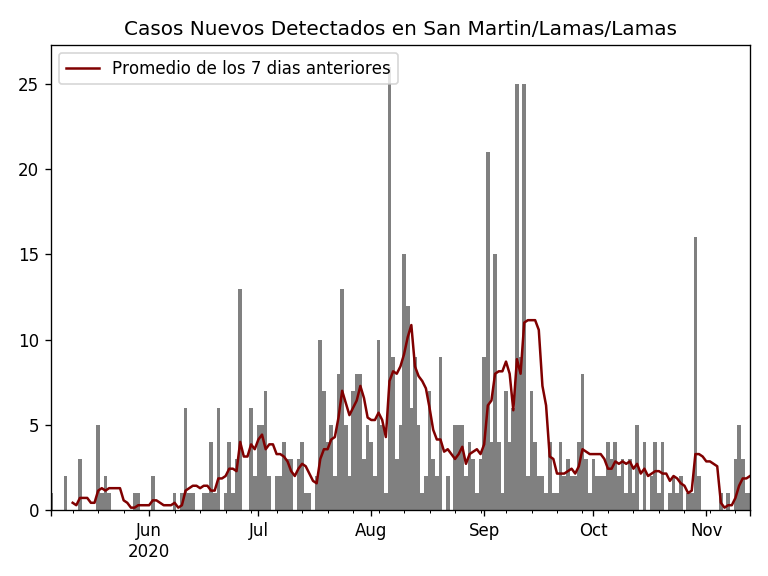 Casos Nuevos Detectados en San Martin/Lamas/Lamas
Promedio de los 7 dias anteriores
25
20
15
10
5
0
Jun Jul Aug Sep Oct Nov
2020